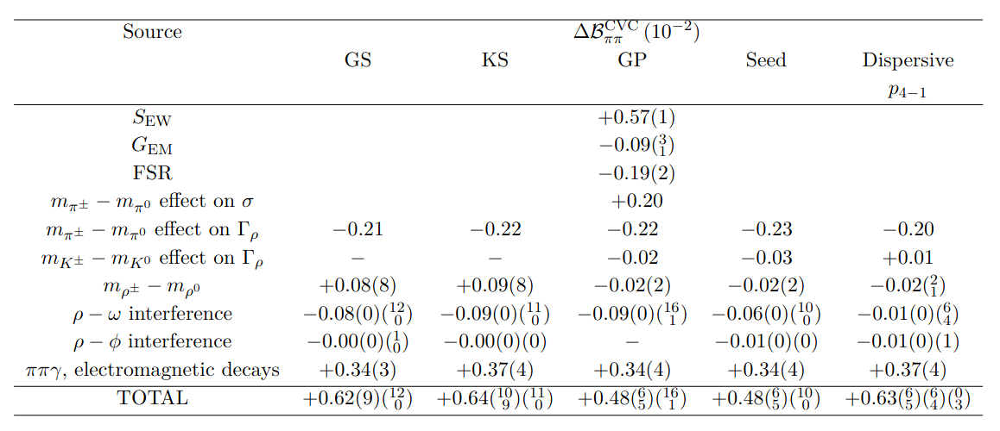 Source $\Delta\mathcal{B}_{\pi\pi}^{\mathrm{CVC}}\,(10^{-2})$
GS KS GP Seed Dispersive
$p_{4-1}$
$S_{\mathrm{EW}}$ $+0.57(1)$
$G_{\mathrm{EM}}$ $-0.09(^{3}_{1})$
FSR $-0.19(2)$
$m_{\pi^{\pm}} - m_{\pi^{0}}$ effect on $\sigma$ $+0.20$
$m_{\pi^{\pm}} - m_{\pi^{0}}$ effect on $\Gamma_{\rho}$ $-0.21$ $-0.22$ $-0.22$ $-0.23$ $-0.20$
$m_{K^{\pm}} - m_{K^{0}}$ effect on $\Gamma_{\rho}$ $-$ $-$ $-0.02$ $-0.03$ $+0.01$
$m_{\rho^{\pm}} - m_{\rho^{0}}$ $+0.08(8)$ $+0.09(8)$ $-0.02(2)$ $-0.02(2)$ $-0.02(^{2}_{1})$
$\rho - \omega$ interference $-0.08(0)(^{12}_{0})$ $-0.09(0)(^{11}_{0})$ $-0.09(0)(^{16}_{1})$ $-0.06(0)(^{10}_{0})$ $-0.01(0)(^{6}_{4})$
$\rho - \phi$ interference $-0.00(0)(^{1}_{0})$ $-0.00(0)(0)$ $-$ $-0.01(0)(0)$ $-0.01(0)(1)$
$\pi\pi\gamma$, electromagnetic decays $+0.34(3)$ $+0.37(4)$ $+0.34(4)$ $+0.34(4)$ $+0.37(4)$
TOTAL $+0.62(9)(^{12}_{0})$ $+0.64(^{10}_{9})(^{11}_{0})$ $+0.48(^{6}_{5})(^{16}_{1})$ $+0.48(^{6}_{5})(^{10}_{0})$ $+0.63(^{6}_{5})(^{6}_{4})(^{0}_{3})$